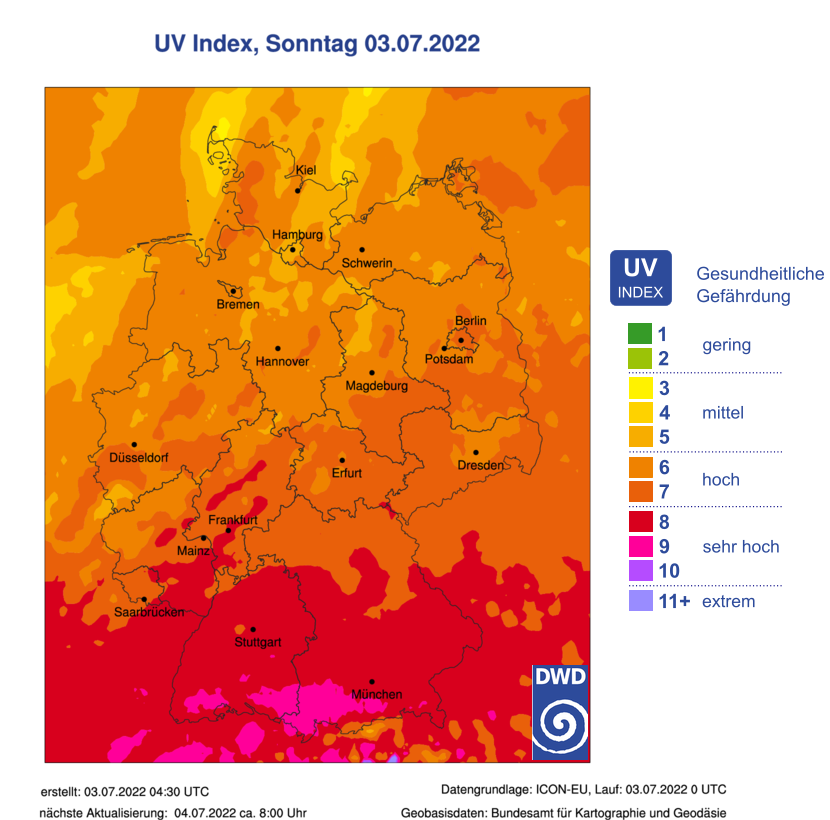 UV Index, Sonntag 03.07.2022
Kiel
Hamburg
Schwerin
Bremen
Berlin
Hannover
Potsdam
Magdeburg
Düsseldorf
Erfurt
Dresden
Frankfurt
Mainz
Saarbrücken
Stuttgart
München
UV
INDEX
Gesundheitliche
Gefährdung
1
2
gering
3
4
mittel
5
6
hoch
7
8
9
sehr hoch
10
11+ extrem
DWD
erstellt: 03.07.2022 04:30 UTC
Datengrundlage: ICON-EU, Lauf: 03.07.2022 0 UTC
nächste Aktualisierung: 04.07.2022 ca. 8:00 Uhr
Geobasisdaten: Bundesamt für Kartographie und Geodäsie